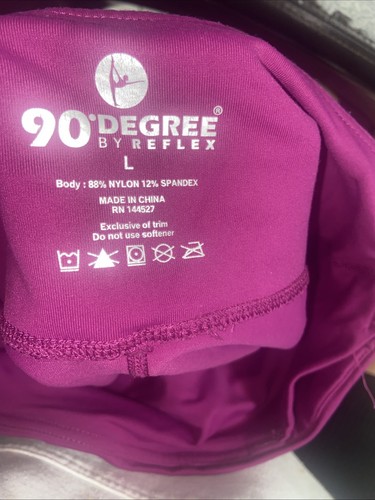 90°DEGREE®
BY REFLEX
L
Body : 88% NYLON 12% SPANDEX
MADE IN CHINA
RN 144527
Exclusive of trim
Do not use softener